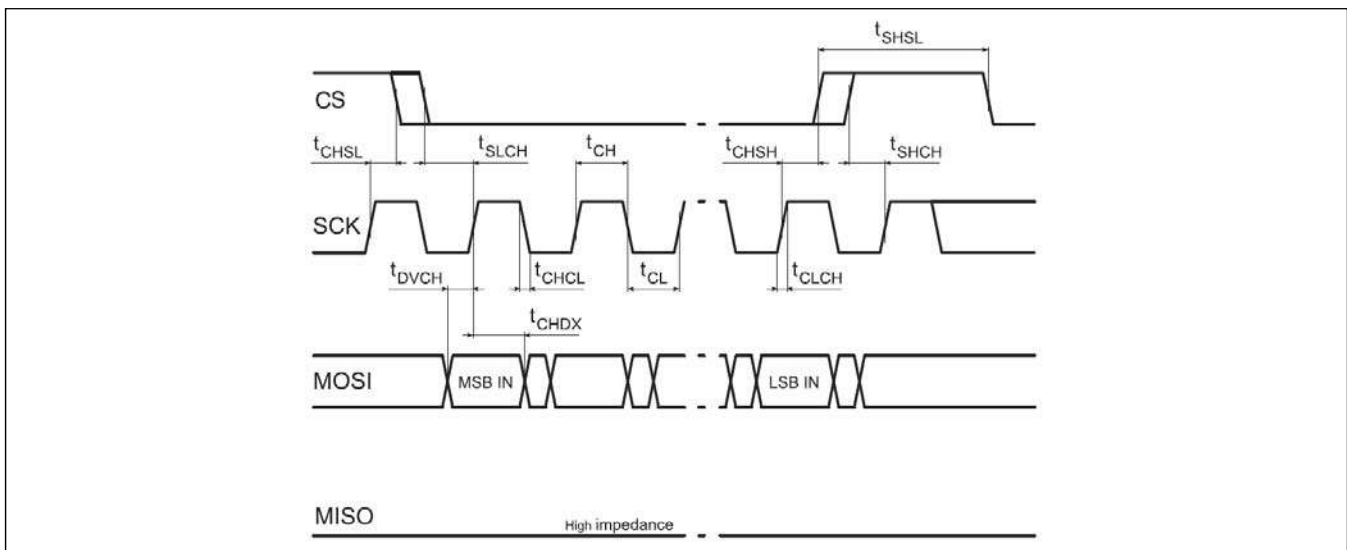 tSHSL
CS
tCHSL
tSLCH
tCH
tCHSH
tSHCH
SCK
tDVCH
tCHCL
tCL
tCLCH
tCHDX
MOSI
MSB IN
LSB IN
MISO
High impedance